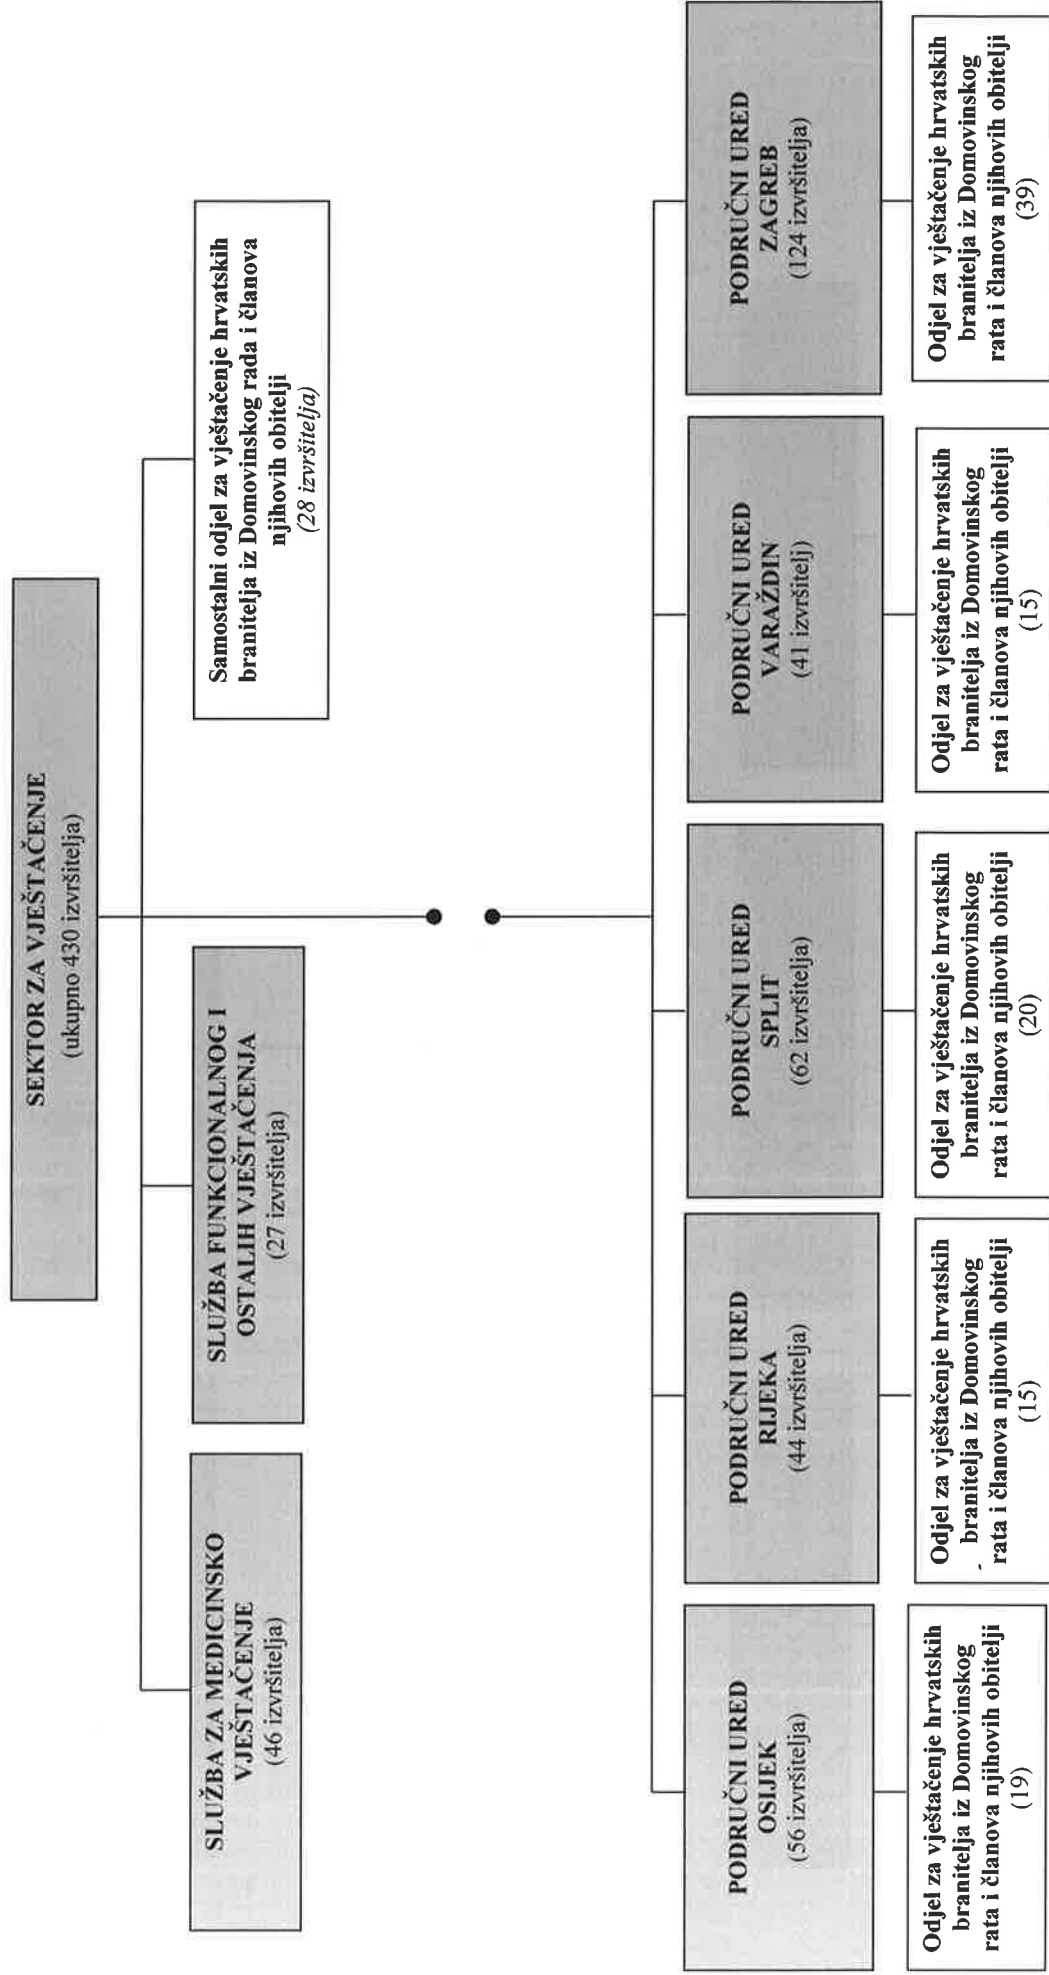 SEKTOR ZA VJEŠTAČENJE
(ukupno 430 izvršitelja)
SLUŽBA ZA MEDICINSKO
VJEŠTAČENJE
(46 izvršitelja)
SLUŽBA FUNKCIONALNOG I
OSTALIH VJEŠTAČENJA
(27 izvršitelja)
Samostalni odjel za vještačenje hrvatskih
branitelja iz Domovinskog rada i članova
njihovih obitelji
(28 izvršitelja)
PODRUČNI URED
OSIJEK
(56 izvršitelja)
PODRUČNI URED
RIJEKA
(44 izvršitelja)
PODRUČNI URED
SPLIT
(62 izvršitelja)
PODRUČNI URED
VARAŽDIN
(41 izvršitelj)
PODRUČNI URED
ZAGREB
(124 izvršitelja)
Odjel za vještačenje hrvatskih
branitelja iz Domovinskog
rata i članova njihovih obitelji
(19)
Odjel za vještačenje hrvatskih
branitelja iz Domovinskog
rata i članova njihovih obitelji
(15)
Odjel za vještačenje hrvatskih
branitelja iz Domovinskog
rata i članova njihovih obitelji
(20)
Odjel za vještačenje hrvatskih
branitelja iz Domovinskog
rata i članova njihovih obitelji
(15)
Odjel za vještačenje hrvatskih
branitelja iz Domovinskog
rata i članova njihovih obitelji
(39)